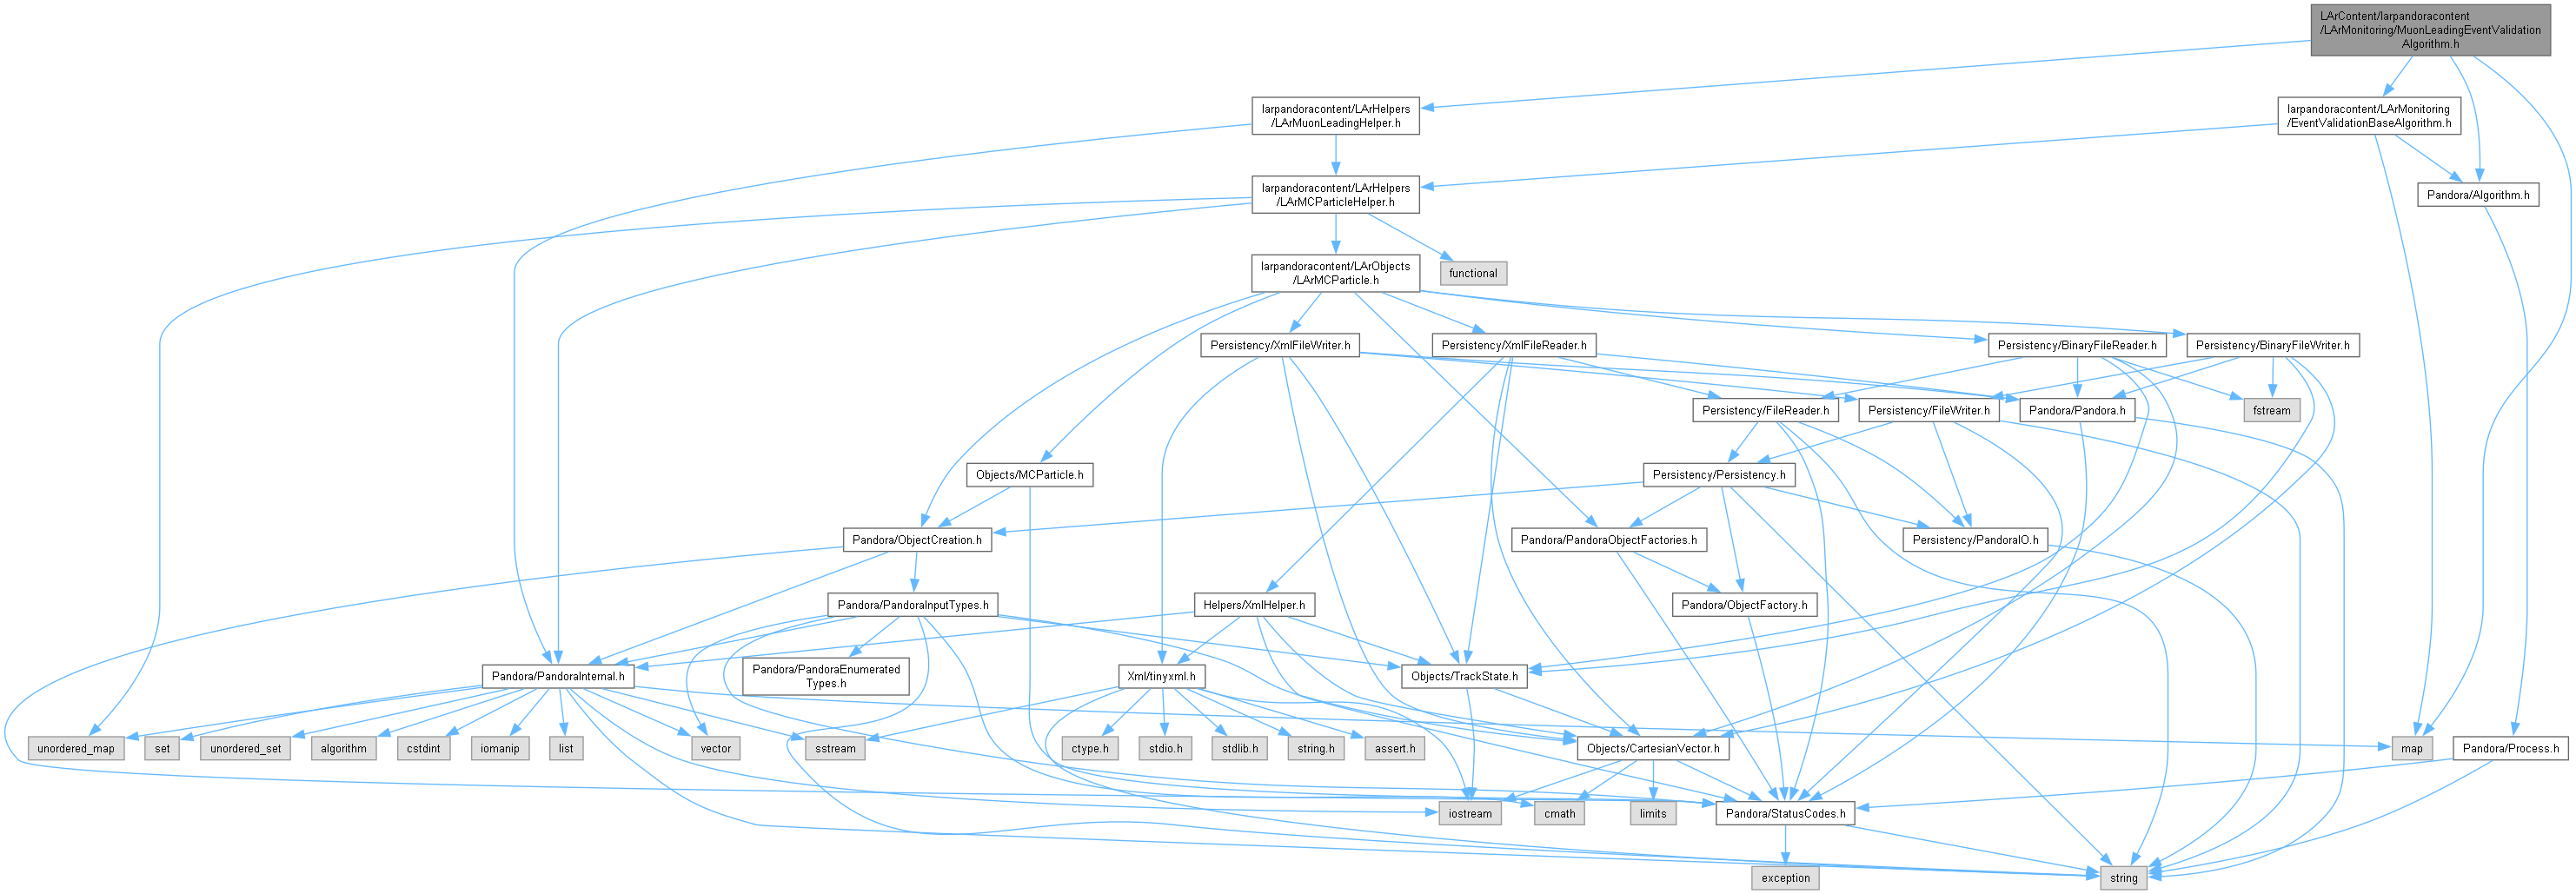 LArContent/larpandoracontent
/LArMonitoring/MuonLeadingEventValidation
Algorithm.h
larpandoracontent/LArHelpers
/LArMuonLeadingHelper.h
larpandoracontent/LArMonitoring
/EventValidationBaseAlgorithm.h
larpandoracontent/LArHelpers
/LArMCParticleHelper.h
Pandora/Algorithm.h
larpandoracontent/LArObjects
/LArMCParticle.h
functional
Persistency/XmlFileWriter.h
Persistency/XmlFileReader.h
Persistency/BinaryFileReader.h
Persistency/BinaryFileWriter.h
Persistency/FileReader.h
Persistency/FileWriter.h
Pandora/Pandora.h
fstream
Objects/MCParticle.h
Persistency/Persistency.h
Pandora/ObjectCreation.h
Pandora/PandoraObjectFactories.h
Persistency/PandoraIO.h
Pandora/PandoraInputTypes.h
Helpers/XmlHelper.h
Pandora/ObjectFactory.h
Pandora/PandoraInternal.h
Pandora/PandoraEnumerated
Types.h
Xml/tinyxml.h
Objects/TrackState.h
unordered_map
set
unordered_set
algorithm
cstdint
iomanip
list
vector
sstream
ctype.h
stdio.h
stdlib.h
string.h
assert.h
Objects/CartesianVector.h
map
Pandora/Process.h
iostream
cmath
limits
Pandora/StatusCodes.h
exception
string